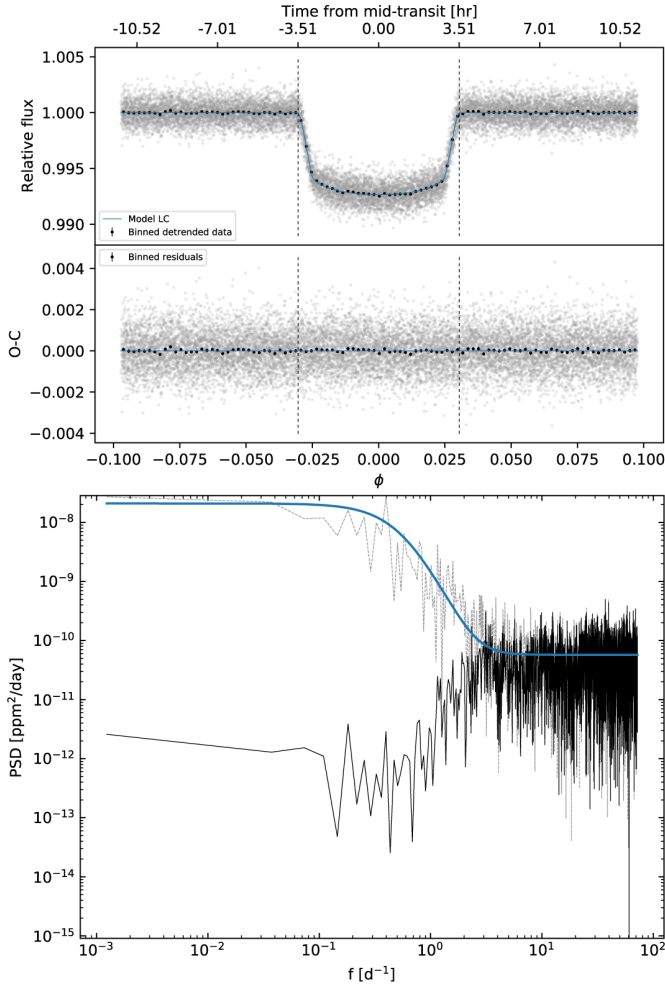 Time from mid-transit [hr]
-10.52 -7.01 -3.51 0.00 3.51 7.01 10.52
1.005
1.000
0.995
0.990
Relative flux
Model LC
Binned detrended data
Binned residuals
0.004
0.002
0.000
−0.002
−0.004
O-C
−0.100 −0.075 −0.050 −0.025 0.000 0.025 0.050 0.075 0.100
ϕ
10⁻⁸
10⁻⁹
10⁻¹⁰
10⁻¹¹
10⁻¹²
10⁻¹³
10⁻¹⁴
10⁻¹⁵
PSD [ppm²/day]
10⁻³ 10⁻² 10⁻¹ 10⁰ 10¹ 10²
f [d⁻¹]